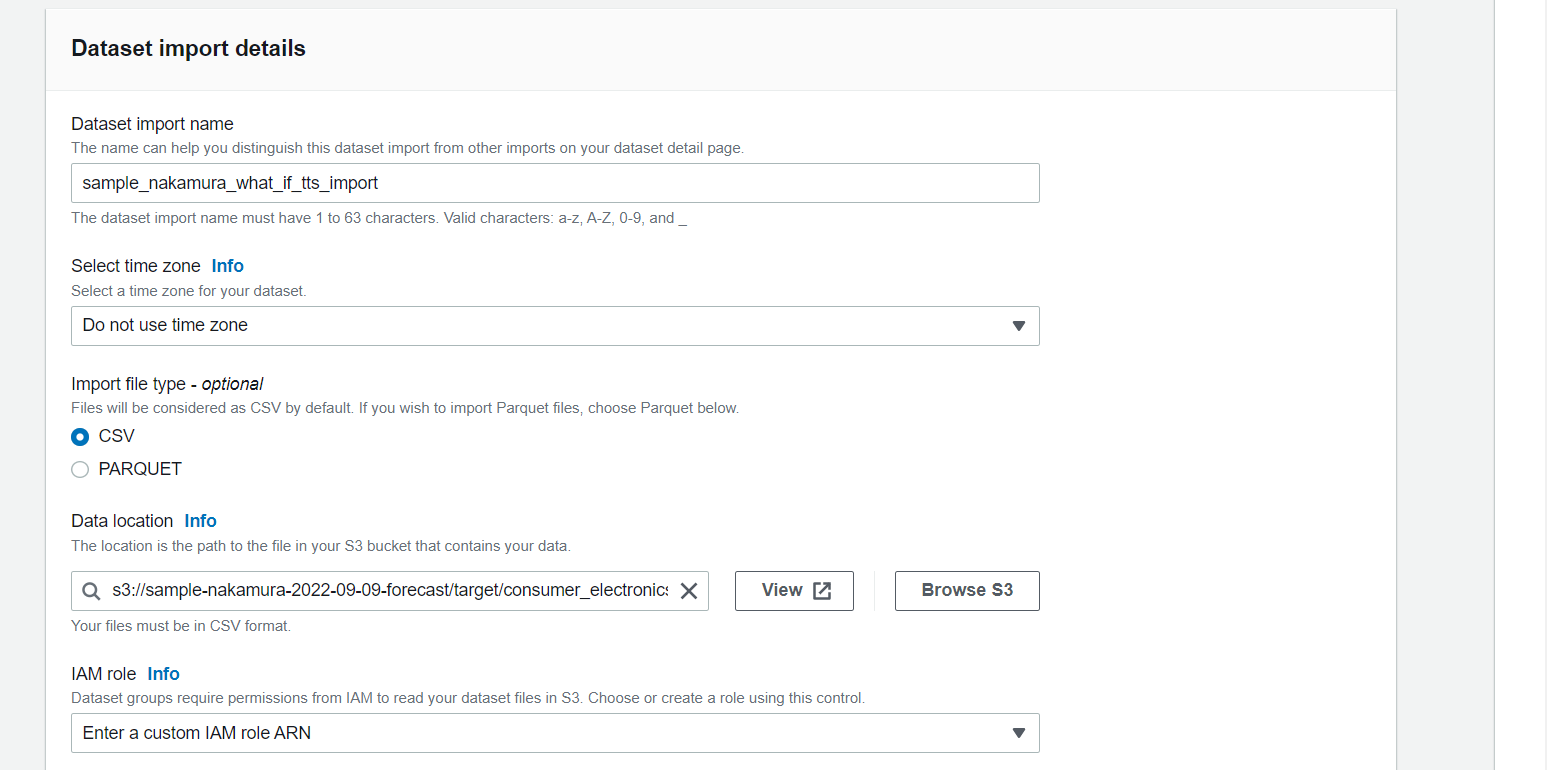 Dataset import details
Dataset import name
The name can help you distinguish this dataset import from other imports on your dataset detail page.
sample_nakamura_what_if_tts_import
The dataset import name must have 1 to 63 characters. Valid characters: a-z, A-Z, 0-9, and _
Select time zone Info
Select a time zone for your dataset.
Do not use time zone
Import file type - optional
Files will be considered as CSV by default. If you wish to import Parquet files, choose Parquet below.
CSV
PARQUET
Data location Info
The location is the path to the file in your S3 bucket that contains your data.
s3://sample-nakamura-2022-09-09-forecast/target/consumer_electronics View Browse S3
Your files must be in CSV format.
IAM role Info
Dataset groups require permissions from IAM to read your dataset files in S3. Choose or create a role using this control.
Enter a custom IAM role ARN